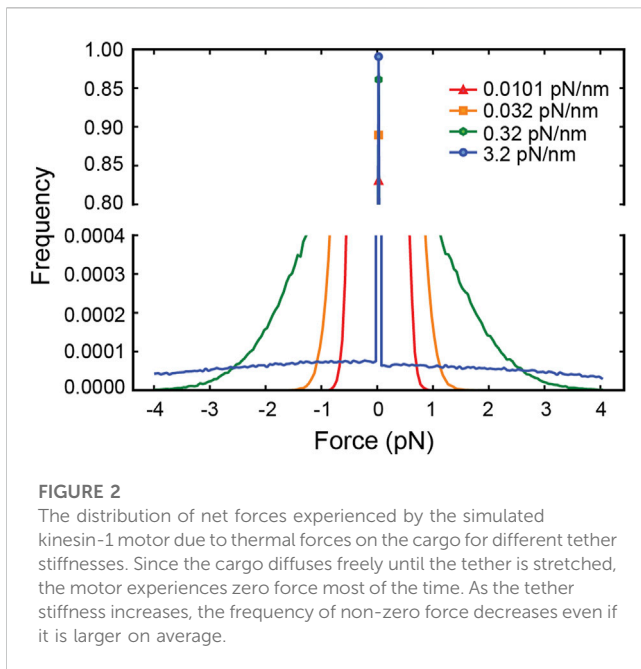 1.00
0.95
0.90
0.85
0.80
0.0004
0.0003
0.0002
0.0001
0.0000
Frequency
0.0101 pN/nm
0.032 pN/nm
0.32 pN/nm
3.2 pN/nm
-4 -3 -2 -1 0 1 2 3 4
Force (pN)
FIGURE 2
The distribution of net forces experienced by the simulated
kinesin-1 motor due to thermal forces on the cargo for different tether
stiffnesses. Since the cargo diffuses freely until the tether is stretched,
the motor experiences zero force most of the time. As the tether
stiffness increases, the frequency of non-zero force decreases even if
it is larger on average.